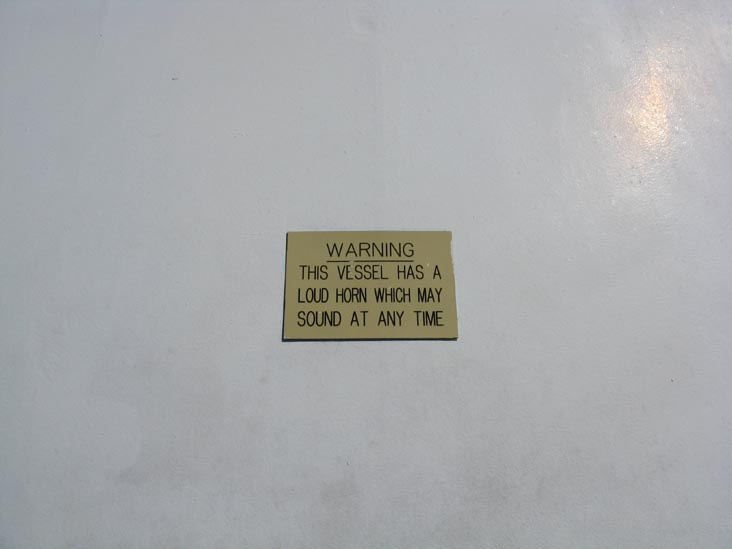 WARNING
THIS VESSEL HAS A
LOUD HORN WHICH MAY
SOUND AT ANY TIME